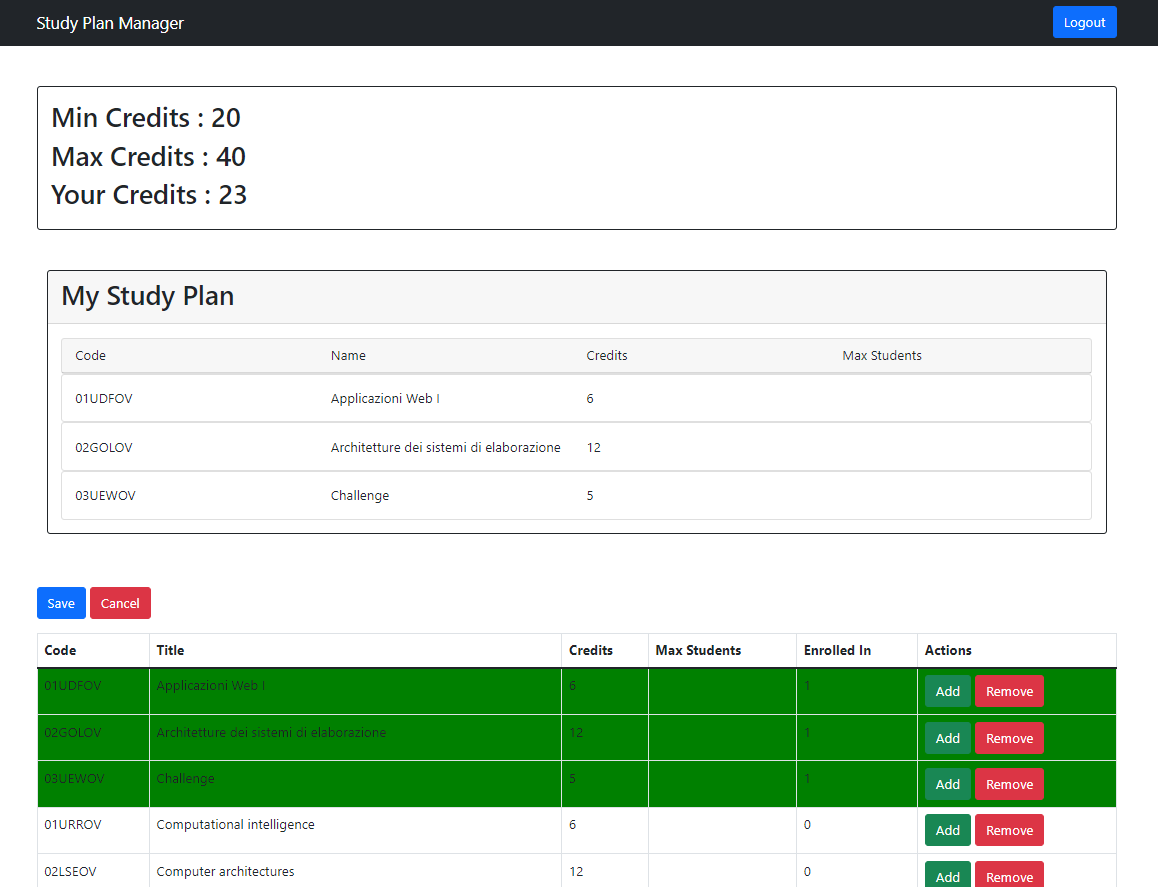 Study Plan Manager Logout
Min Credits : 20
Max Credits : 40
Your Credits : 23
My Study Plan
Code Name Credits Max Students
01UDFOV Applicazioni Web I 6
02GOLOV Architetture dei sistemi di elaborazione 12
03UEWOV Challenge 5
Save Cancel
Code Title Credits Max Students Enrolled In Actions
01UDFOV Applicazioni Web I 6 1 Add Remove
02GOLOV Architetture dei sistemi di elaborazione 12 1 Add Remove
03UEWOV Challenge 5 1 Add Remove
01URROV Computational intelligence 6 0 Add Remove
02LSEOV Computer architectures 12 0 Add Remove